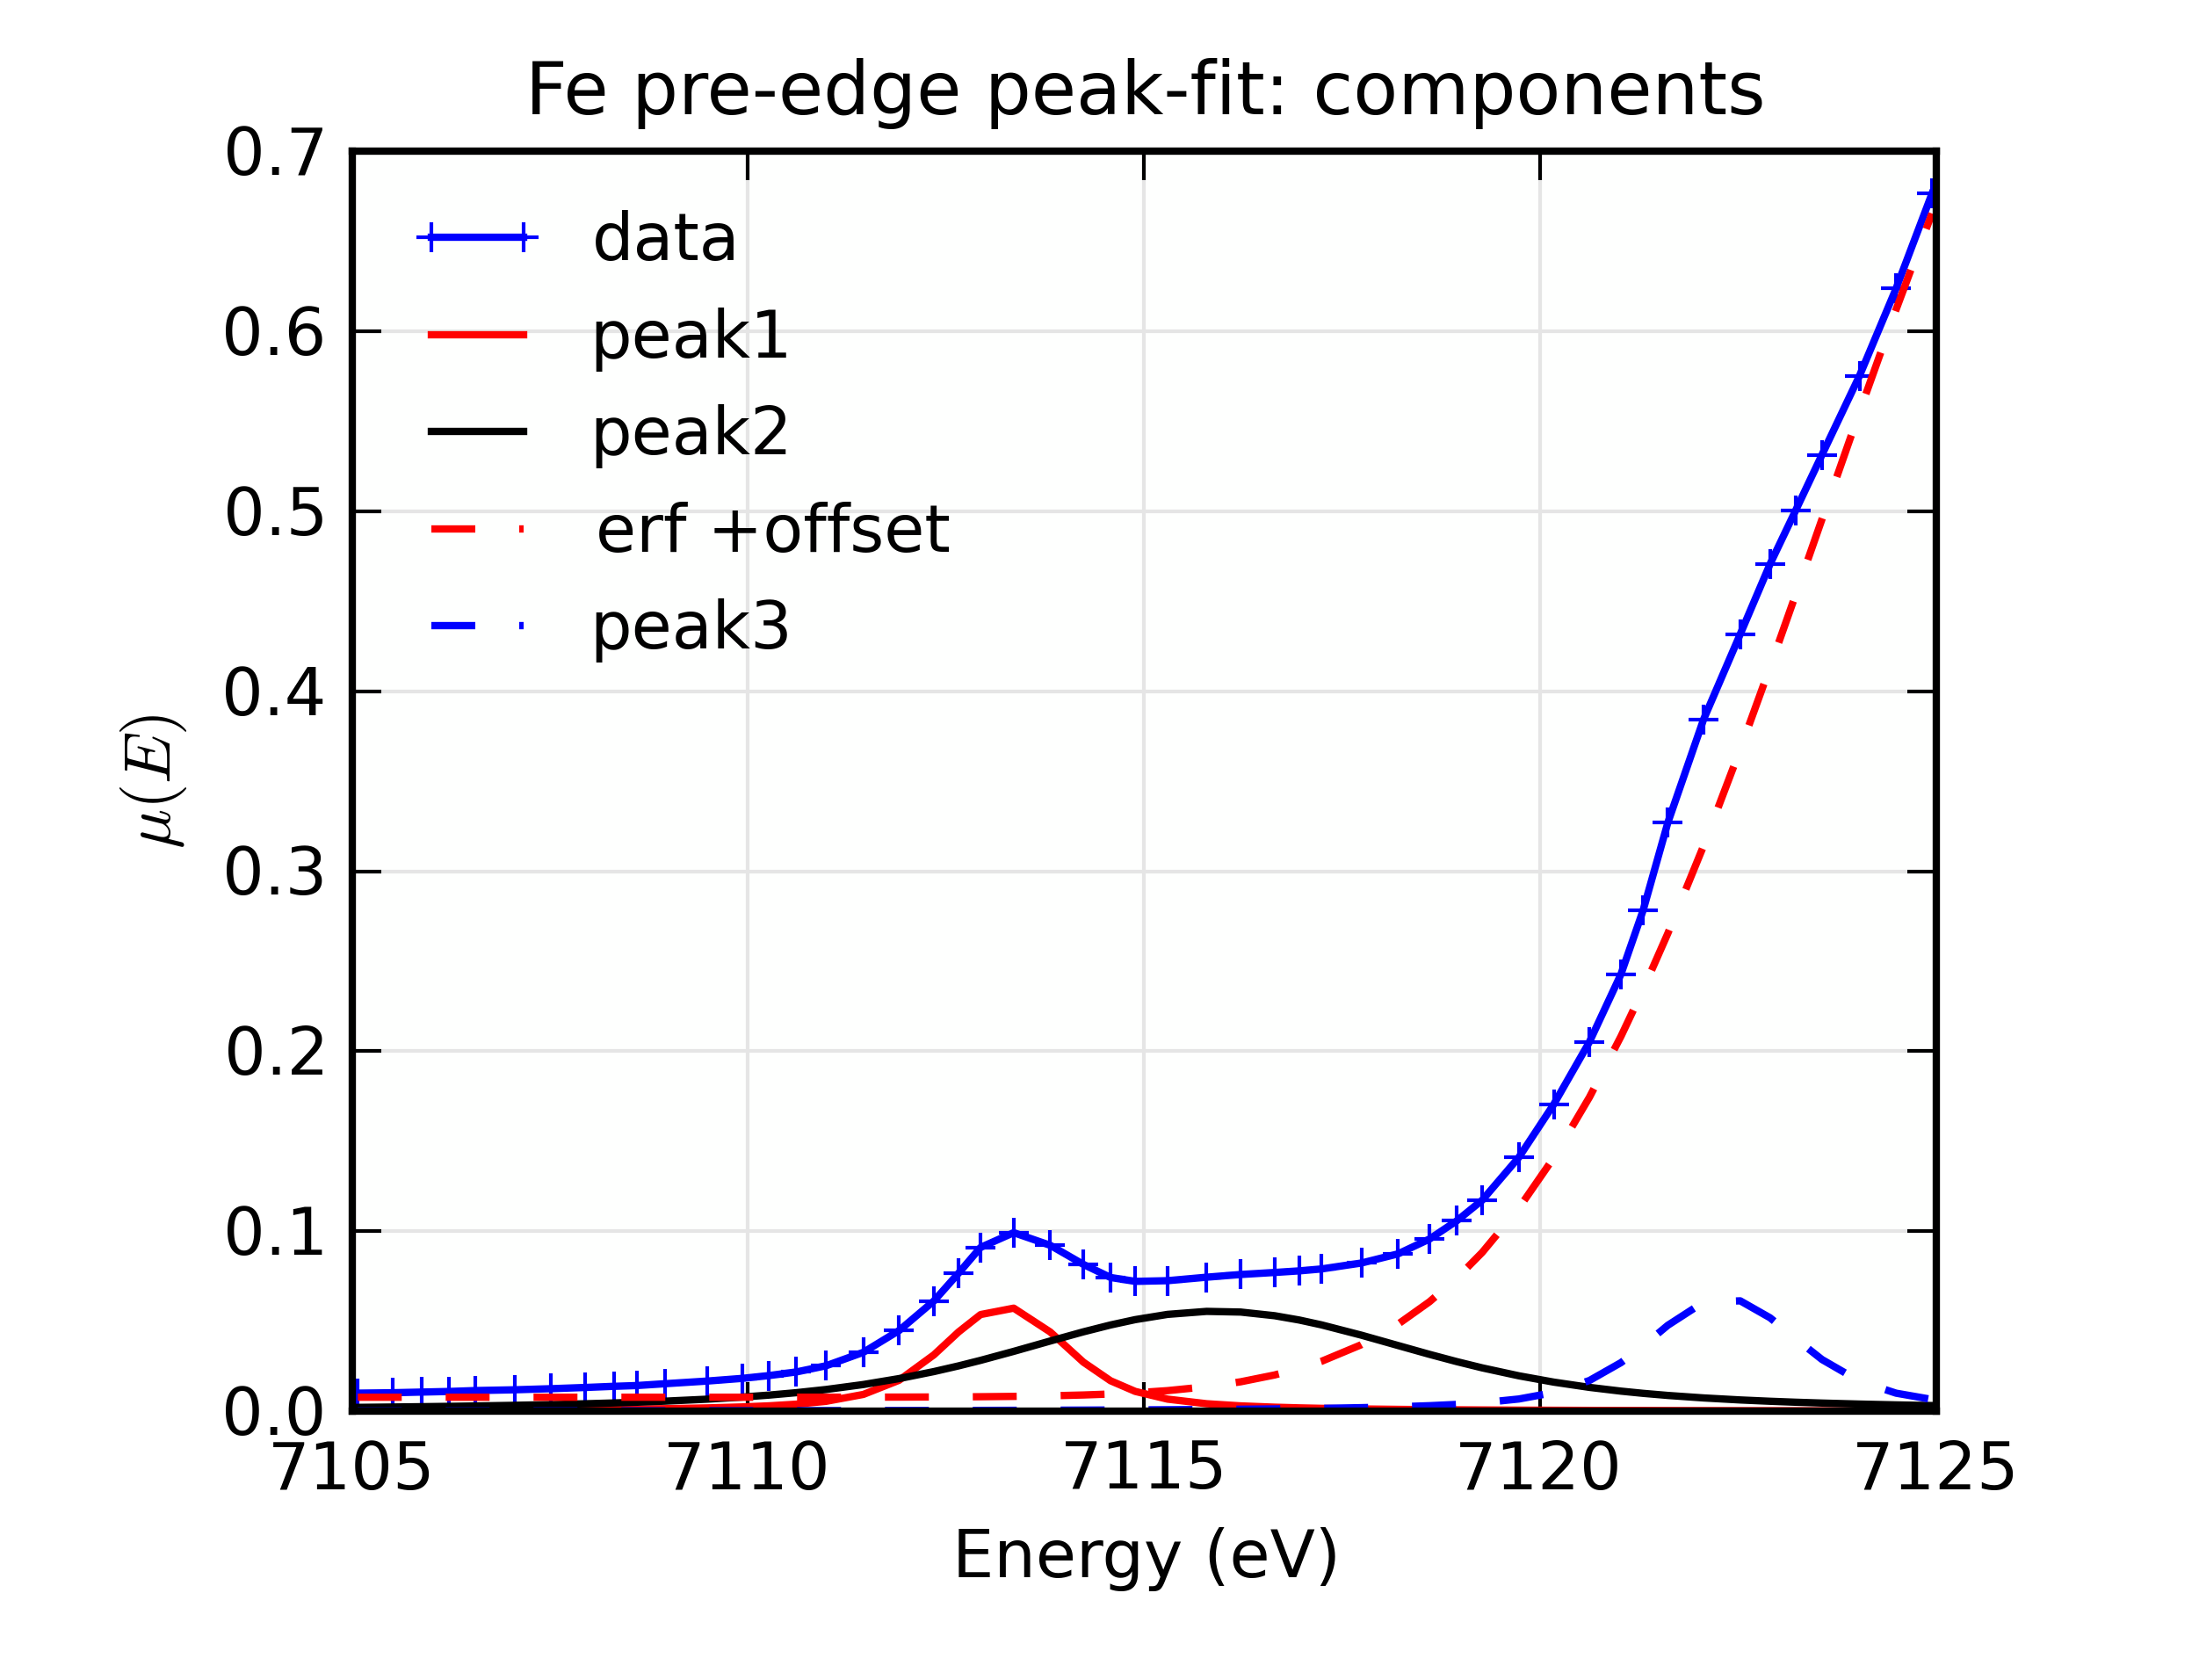 Fe pre-edge peak-fit: components
0.7
0.6
0.5
0.4
0.3
0.2
0.1
0.0
μ(E)
data
peak1
peak2
erf +offset
peak3
7105 7110 7115 7120 7125
Energy (eV)